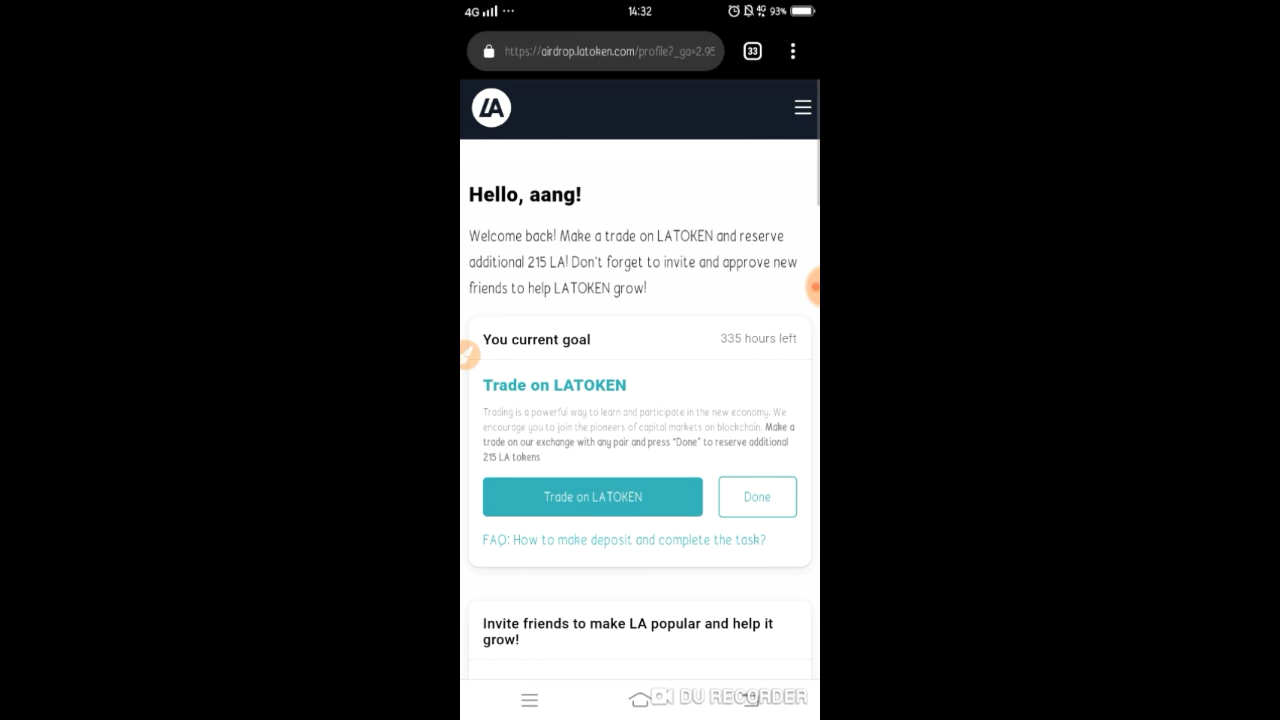 4G ...
14:32
4G 93%
https://airdrop.latoken.com/profile?_ga=2.95
33
LA
Hello, aang!
Welcome back! Make a trade on LATOKEN and reserve
additional 215 LA! Don't forget to invite and approve new
friends to help LATOKEN grow!
You current goal
335 hours left
Trade on LATOKEN
Trading is a powerful way to learn and participate in the new economy. We
encourage you to join the pioneers of capital markets on blockchain. Make a
trade on our exchange with any pair and press "Done" to reserve additional
215 LA tokens
Trade on LATOKEN
Done
FAQ: How to make deposit and complete the task?
Invite friends to make LA popular and help it
grow!
DU RECORDER